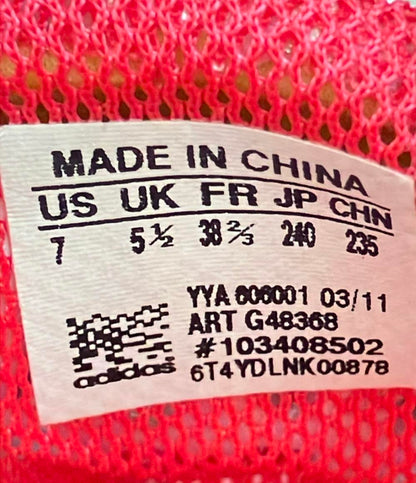 MADE IN CHINA
US UK FR JP CHN
7 5½ 38⅔ 240 235
YYA 606001 03/11
ART G48368
#103408502
6T4YDLNK00878
adidas